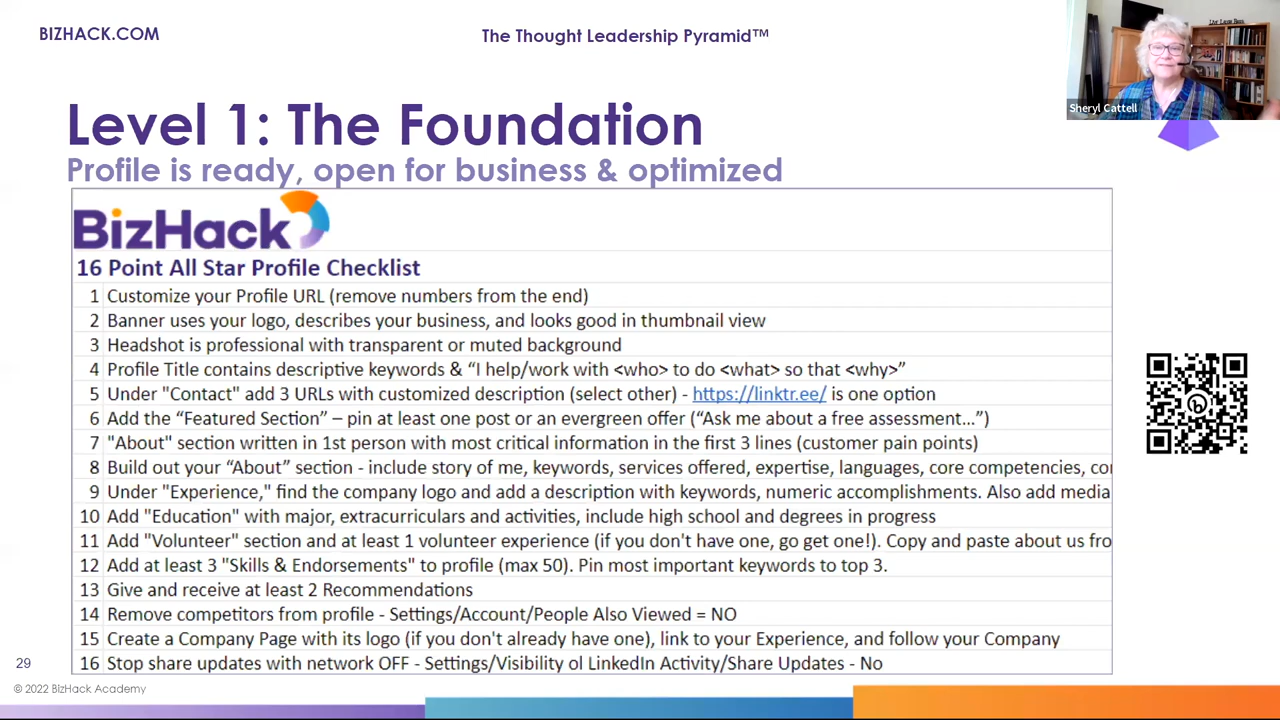 BIZHACK.COM
The Thought Leadership Pyramid™
Sheryl Cattell
Level 1: The Foundation
Profile is ready, open for business & optimized
BizHack
16 Point All Star Profile Checklist
1 Customize your Profile URL (remove numbers from the end)
2 Banner uses your logo, describes your business, and looks good in thumbnail view
3 Headshot is professional with transparent or muted background
4 Profile Title contains descriptive keywords & “I help/work with <who> to do <what> so that <why>”
5 Under "Contact" add 3 URLs with customized description (select other) - https://linktr.ee/ is one option
6 Add the “Featured Section” – pin at least one post or an evergreen offer (“Ask me about a free assessment...”)
7 "About" section written in 1st person with most critical information in the first 3 lines (customer pain points)
8 Build out your “About” section - include story of me, keywords, services offered, expertise, languages, core competencies,
9 Under "Experience," find the company logo and add a description with keywords, numeric accomplishments. Also add media
10 Add "Education" with major, extracurriculars and activities, include high school and degrees in progress
11 Add "Volunteer" section and at least 1 volunteer experience (if you don't have one, go get one!). Copy and paste about us
12 Add at least 3 "Skills & Endorsements" to profile (max 50). Pin most important keywords to top 3.
13 Give and receive at least 2 Recommendations
14 Remove competitors from profile - Settings/Account/People Also Viewed = NO
15 Create a Company Page with its logo (if you don't already have one), link to your Experience, and follow your Company
16 Stop share updates with network OFF - Settings/Visibility ol LinkedIn Activity/Share Updates - No
29
© 2022 BizHack Academy